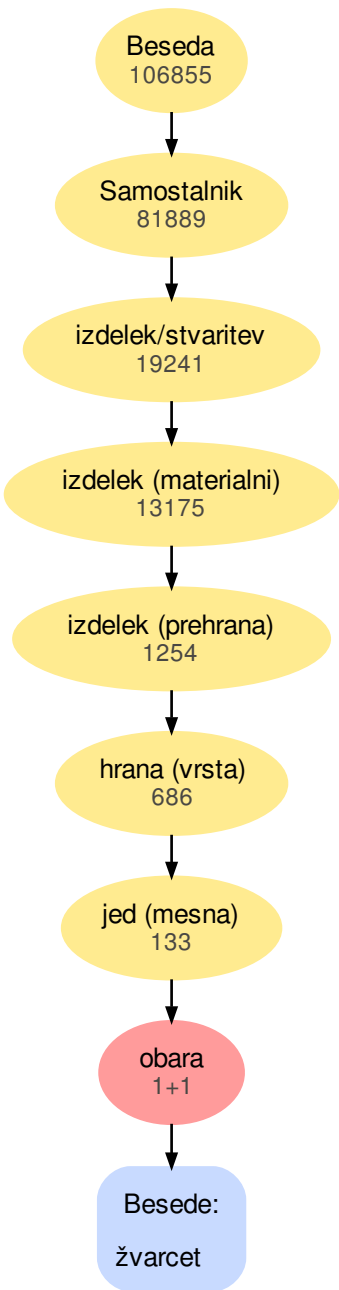 Beseda
106855
Samostalnik
81889
izdelek/stvaritev
19241
izdelek (materialni)
13175
izdelek (prehrana)
1254
hrana (vrsta)
686
jed (mesna)
133
obara
1+1
Besede:
žvarcet